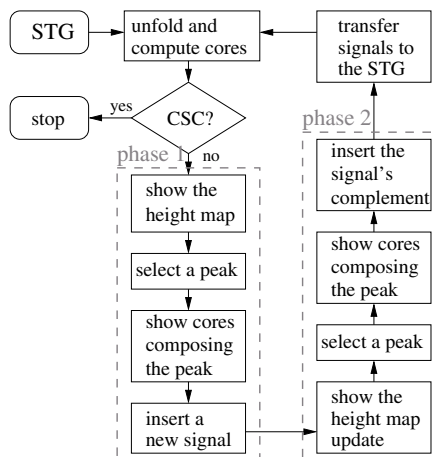 STG
unfold and
compute cores
transfer
signals to
the STG
stop
yes
CSC?
no
phase 1
show the
height map
select a peak
show cores
composing
the peak
insert a
new signal
phase 2
insert the
signal's
complement
show cores
composing
the peak
select a peak
show the
height map
update